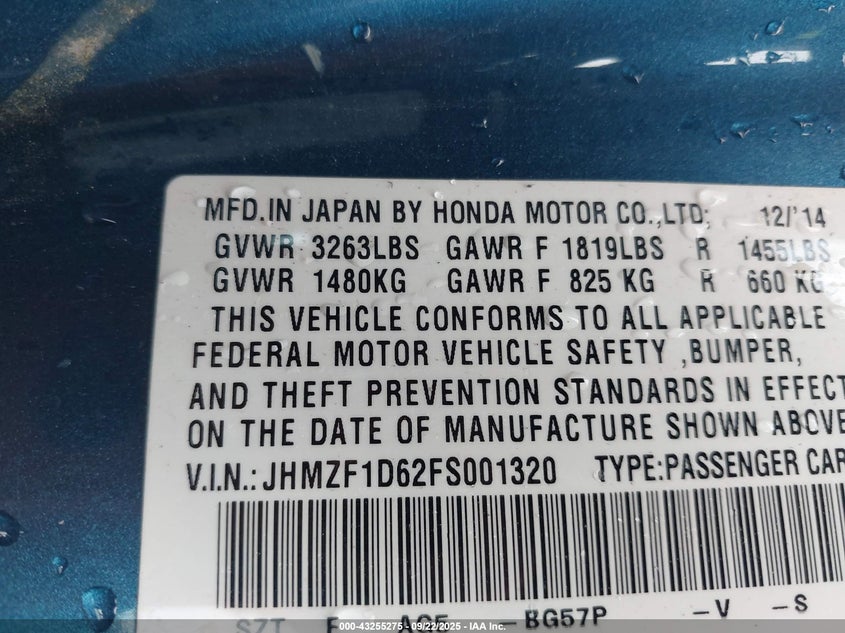 MFD.IN JAPAN BY HONDA MOTOR CO.,LTD; 12/'14
GVWR 3263LBS GAWR F 1819LBS R 1455LBS
GVWR 1480KG GAWR F 825 KG R 660 KG
THIS VEHICLE CONFORMS TO ALL APPLICABLE
FEDERAL MOTOR VEHICLE SAFETY ,BUMPER,
AND THEFT PREVENTION STANDARDS IN EFFECT
ON THE DATE OF MANUFACTURE SHOWN ABOVE
V.I.N.: JHMZF1D62FS001320 TYPE:PASSENGER CAR
-BG57P -V -S
000-43255275 - 09/22/2025 - IAA Inc.